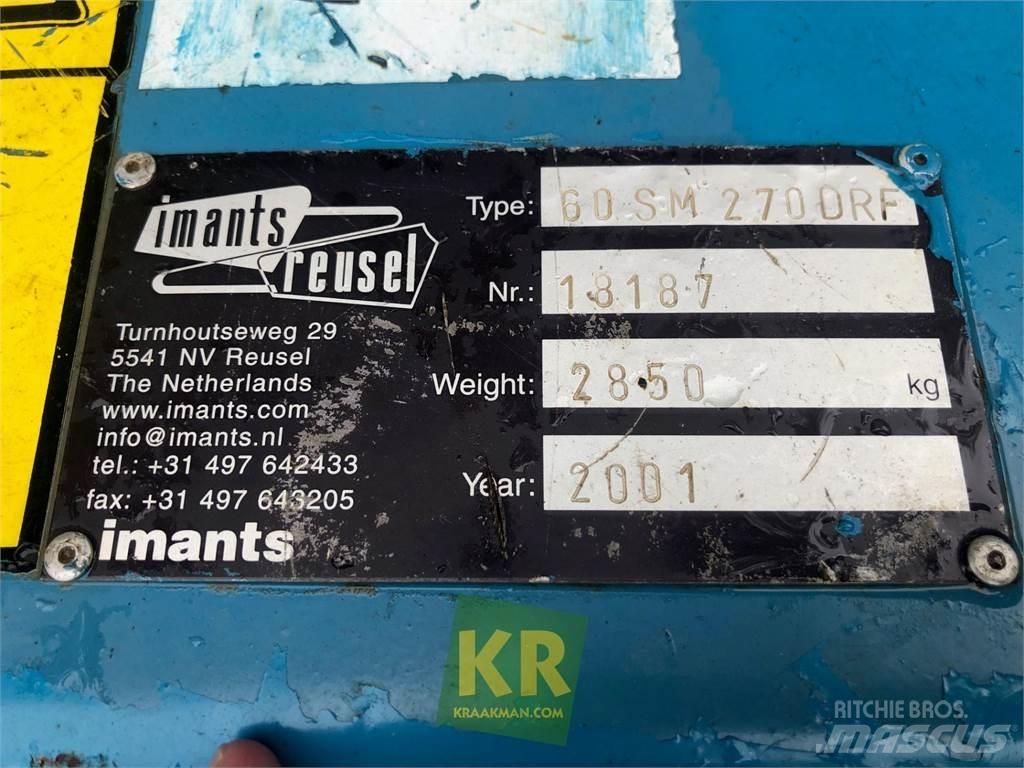 imants
reusel
Turnhoutseweg 29
5541 NV Reusel
The Netherlands
www.imants.com
info@imants.nl
tel.: +31 497 642433
fax: +31 497 643205
imants
Type: 60 SM 270 DRF
Nr.: 18187
Weight: 2850 kg
Year: 2001
KR
KRAAKMAN.COM
RITCHIE BROS.
MASCUS